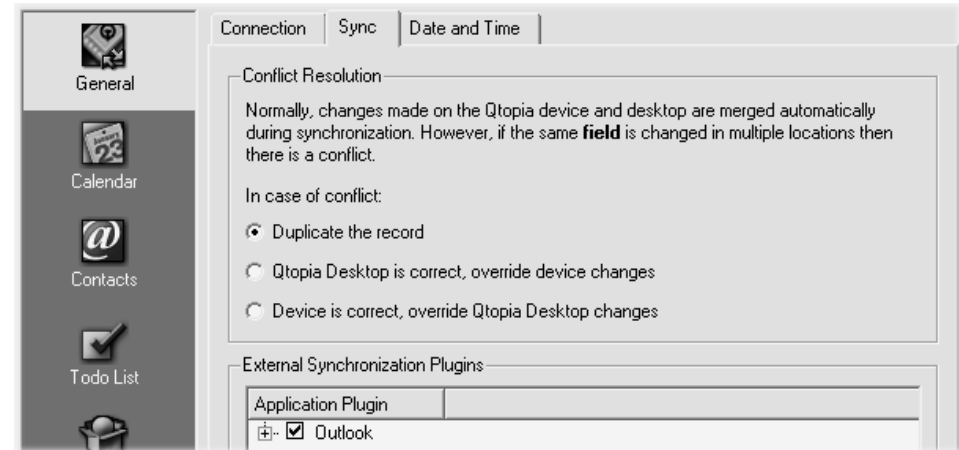 Connection Sync Date and Time
General
Conflict Resolution
Normally, changes made on the Qtopia device and desktop are merged automatically
during synchronization. However, if the same field is changed in multiple locations then
there is a conflict.
In case of conflict:
Duplicate the record
Qtopia Desktop is correct, override device changes
Device is correct, override Qtopia Desktop changes
January
23
Calendar
@
Contacts
Todo List
External Synchronization Plugins
Application Plugin
Outlook